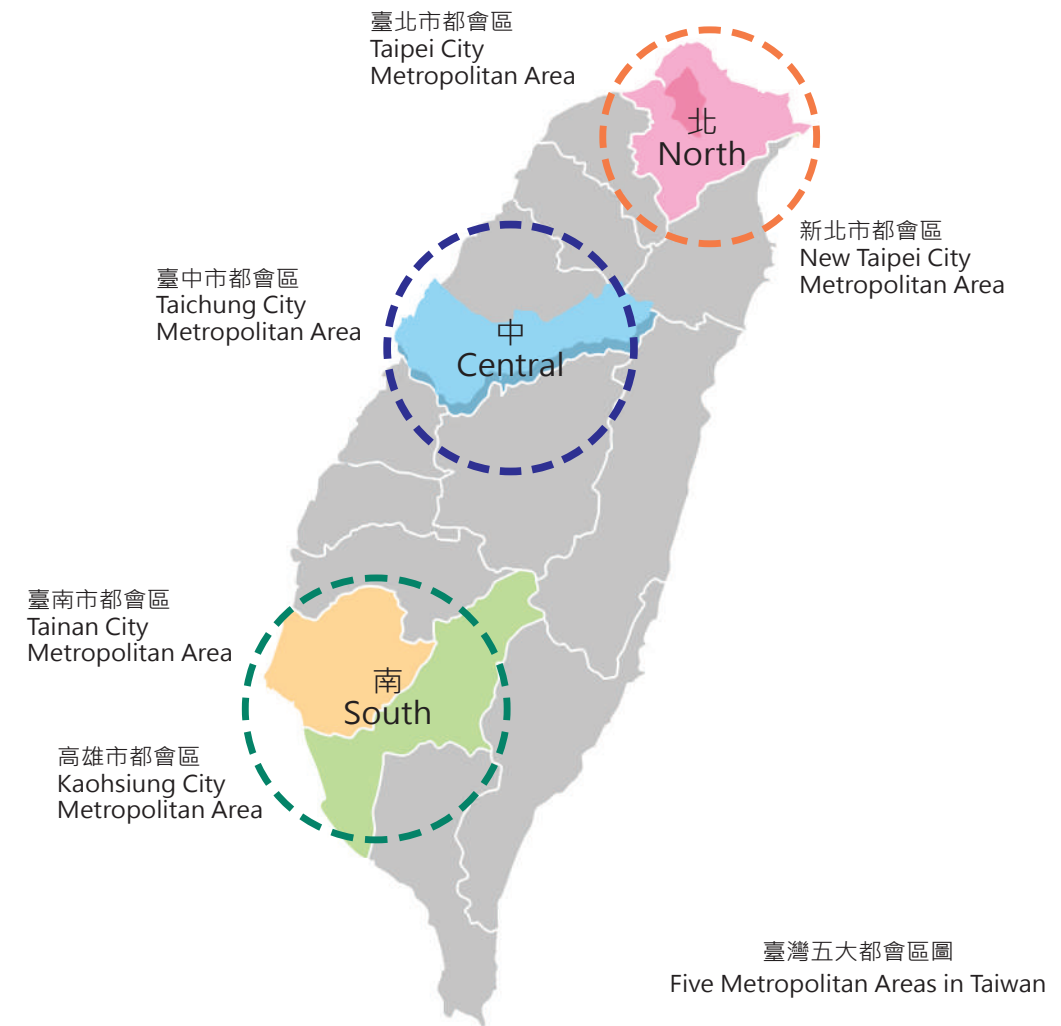 臺北市都會區
Taipei City
Metropolitan Area
北
North
新北市都會區
New Taipei City
Metropolitan Area
臺中市都會區
Taichung City
Metropolitan Area
中
Central
臺南市都會區
Tainan City
Metropolitan Area
南
South
高雄市都會區
Kaohsiung City
Metropolitan Area
臺灣五大都會區圖
Five Metropolitan Areas in Taiwan